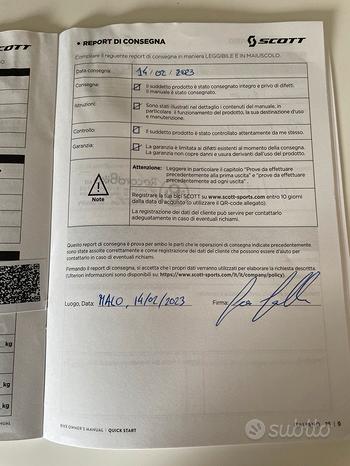 SCOTT
• REPORT DI CONSEGNA
SCOTT
Compilare il seguente report di consegna in maniera LEGGIBILE E IN MAIUSCOLO.
Data consegna: 14/02/2023
Consegna: Il suddetto prodotto è stato consegnato integro e privo di difetti.
Il manuale è stato consegnato.
Istruzioni: Sono stati illustrati nel dettaglio i contenuti del manuale, in
particolare il funzionamento del prodotto, la sua destinazione d'uso
e manutenzione.
Controllo: Il suddetto prodotto è stato controllato attentamente da me stesso.
Garanzia: La garanzia è limitata ai difetti esistenti al momento della consegna.
La garanzia non copre danni e usura derivanti dall'uso del prodotto.
Attenzione: Leggere in particolare il capitolo "Prove da effettuare
precedentemente alla prima uscita" e "prove da effettuare
precedentemente ad ogni uscita".
Note
Registrare la sua bici SCOTT su www.scott-sports.com entro 10 giorni
dalla data di acquisto (o utilizzare il QR-code allegato)
La registrazione dei dati del cliente può servire per contattarlo
adeguatamente in caso di eventuali richiami.
Questo report di consegna è prova per ambo le parti che le operazioni di consegna indicate precedentemente,
sono state assolte correttamente e come registrazione dei dati del cliente che possono essere d'aiuto per
contattarlo in caso di eventuali richiami.
Firmando il report di consegna, si accetta che i propri dati verranno utilizzati per elaborare la richiesta descritta.
(Ulteriori informazioni sono disponibili su: https://www.scott-sports.com/it/it/company/policy).
Luogo, Data: MALO, 14/02/2023 Firma:
kg
kg
kg
BIKE OWNER'S MANUAL | QUICK START
subito